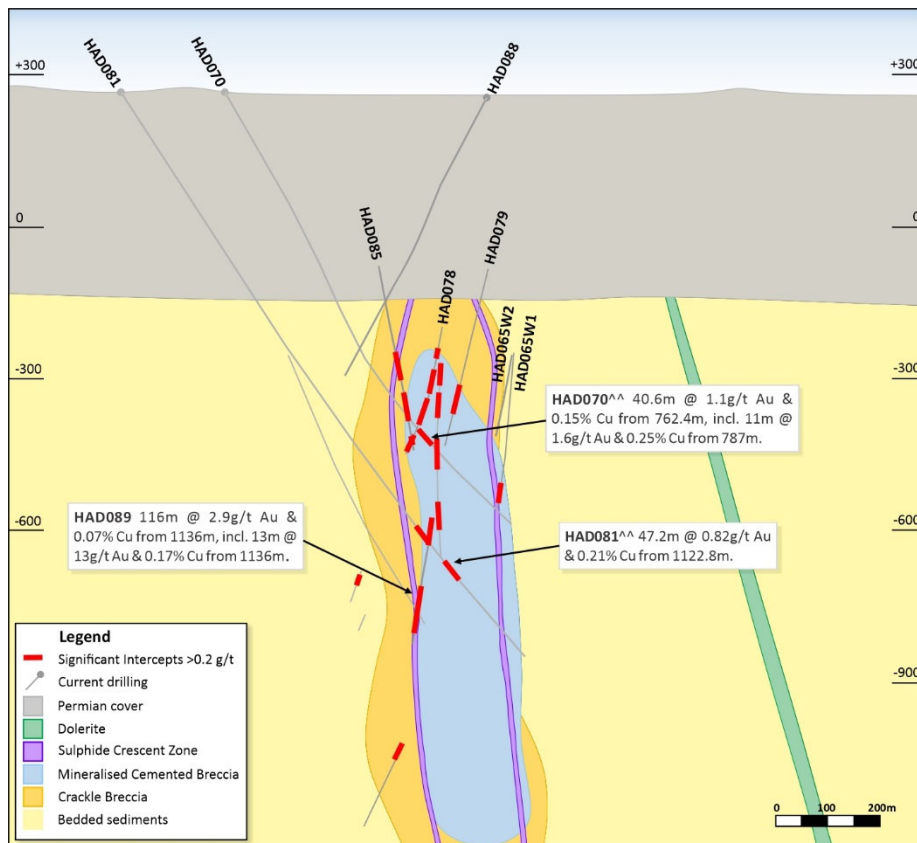 HAD081
HAD070
HAD088
+300
+300
0
0
HAD085
HAD079
HAD078
HAD065W2
HAD065W1
-300
-300
HAD070^^ 40.6m @ 1.1g/t Au &
0.15% Cu from 762.4m, incl. 11m @
1.6g/t Au & 0.25% Cu from 787m.
HAD089 116m @ 2.9g/t Au &
0.07% Cu from 1136m, incl. 13m @
13g/t Au & 0.17% Cu from 1136m.
-600
-600
HAD081^^ 47.2m @ 0.82g/t Au
& 0.21% Cu from 1122.8m.
Legend
Significant Intercepts >0.2 g/t
Current drilling
Permian cover
Dolerite
Sulphide Crescent Zone
Mineralised Cemented Breccia
Crackle Breccia
Bedded sediments
-900
0 100 200m